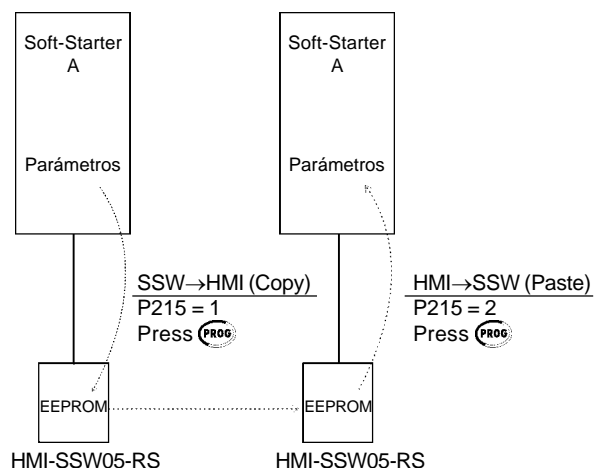 Soft-Starter
A
Parámetros
SSW→HMI (Copy)
P215 = 1
Press PROG
EEPROM
HMI-SSW05-RS
Soft-Starter
A
Parámetros
HMI→SSW (Paste)
P215 = 2
Press PROG
EEPROM
HMI-SSW05-RS